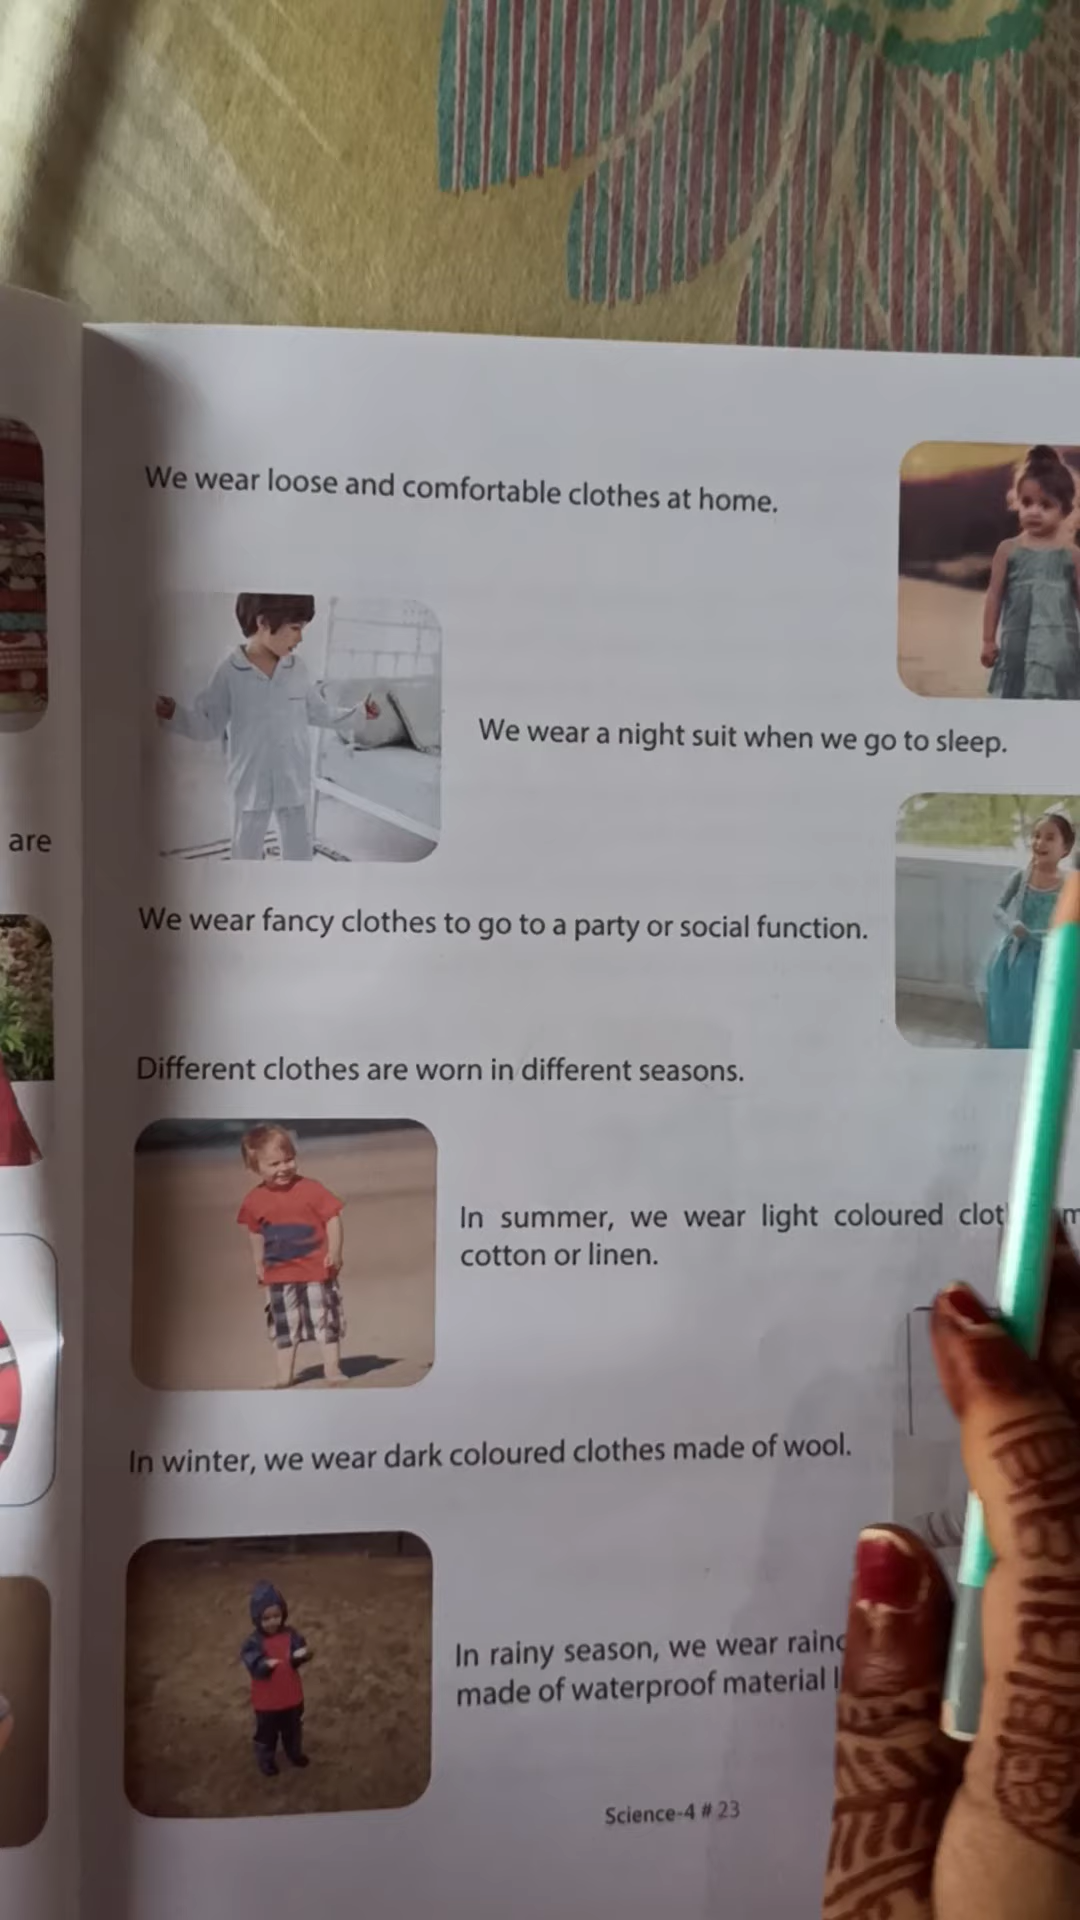 We wear loose and comfortable clothes at home.
We wear a night suit when we go to sleep.
are
We wear fancy clothes to go to a party or social function.
Different clothes are worn in different seasons.
In summer, we wear light coloured
cotton or linen.
In winter, we wear dark coloured clothes made of wool.
In rainy season, we wear
made of waterproof material
Science-4 # 23